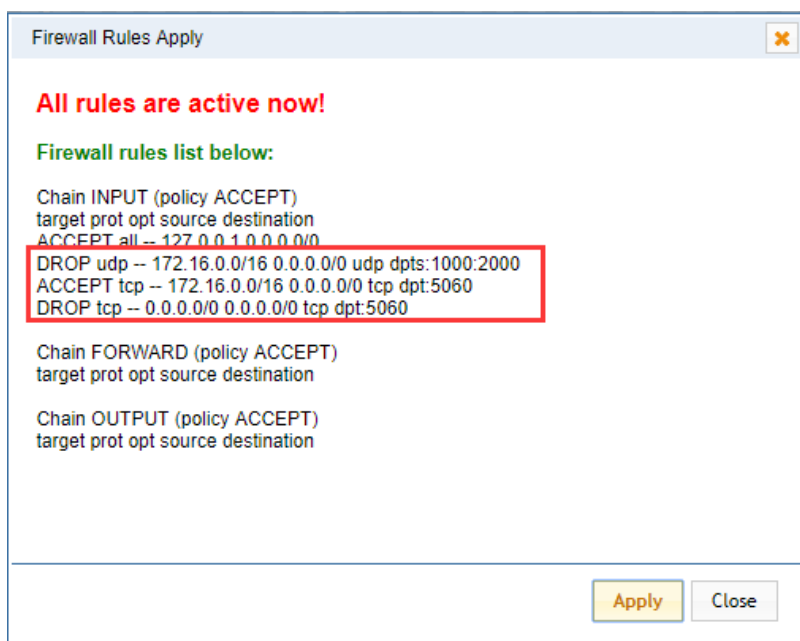 Firewall Rules Apply
All rules are active now!
Firewall rules list below:
Chain INPUT (policy ACCEPT)
target prot opt source destination
ACCEPT all -- 127.0.0.1 0.0.0.0/0
DROP udp -- 172.16.0.0/16 0.0.0.0/0 udp dpts:1000:2000
ACCEPT tcp -- 172.16.0.0/16 0.0.0.0/0 tcp dpt:5060
DROP tcp -- 0.0.0.0/0 0.0.0.0/0 tcp dpt:5060
Chain FORWARD (policy ACCEPT)
target prot opt source destination
Chain OUTPUT (policy ACCEPT)
target prot opt source destination
Apply Close